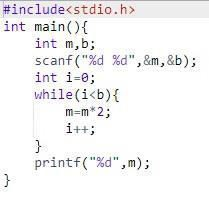 #include<stdio.h>
int main(){
    int m,b;
    scanf("%d %d",&m,&b);
    int i=0;
    while(i<b){
        m=m*2;
        i++;
    }
    printf("%d",m);
}